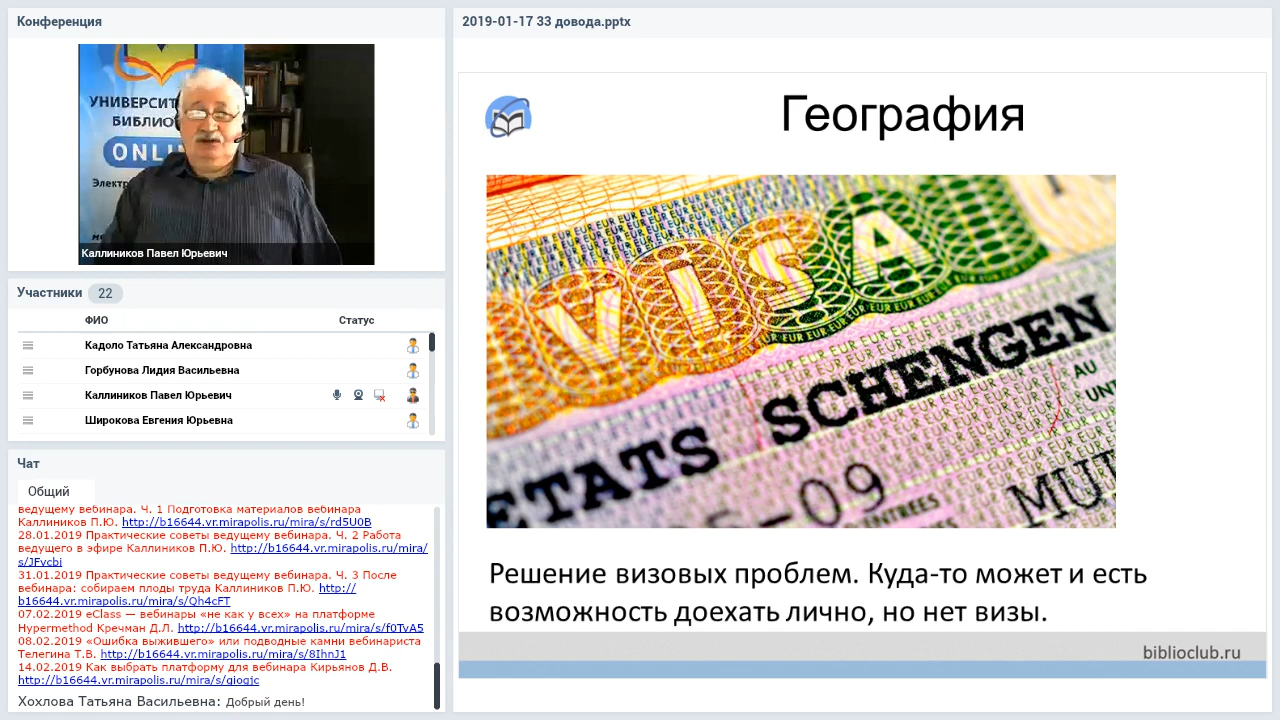 Конференция
УНИВЕРСИТ
БИБЛИО
ONLI
Электр
Каллиников Павел Юрьевич
Участники 22
ФИО Статус
Кадоло Татьяна Александровна
Горбунова Лидия Васильевна
Каллиников Павел Юрьевич
Широкова Евгения Юрьевна
Чат
Общий
ведущему вебинара. Ч. 1 Подготовка материалов вебинара
Каллиников П.Ю. http://b16644.vr.mirapolis.ru/mira/s/rd5U0B
28.01.2019 Практические советы ведущему вебинара. Ч. 2 Работа
ведущего в эфире Каллиников П.Ю. http://b16644.vr.mirapolis.ru/mira/
s/JFvcbi
31.01.2019 Практические советы ведущему вебинара. Ч. 3 После
вебинара: собираем плоды труда Каллиников П.Ю. http://
b16644.vr.mirapolis.ru/mira/s/Qh4cFT
07.02.2019 eClass — вебинары «не как у всех» на платформе
Hypermethod Кречман Д.Л. http://b16644.vr.mirapolis.ru/mira/s/f0TvA5
08.02.2019 «Ошибка выжившего» или подводные камни вебинариста
Телегина Т.В. http://b16644.vr.mirapolis.ru/mira/s/8IhnJ1
14.02.2019 Как выбрать платформу для вебинара Кирьянов Д.В.
http://b16644.vr.mirapolis.ru/mira/s/giogjc
Хохлова Татьяна Васильевна: Добрый день!
2019-01-17 33 довода.pptx
География
VISA
ETATS SCHENGEN
AU
UNT
-09
NTREES
MUL
Решение визовых проблем. Куда-то может и есть
возможность доехать лично, но нет визы.
biblioclub.ru